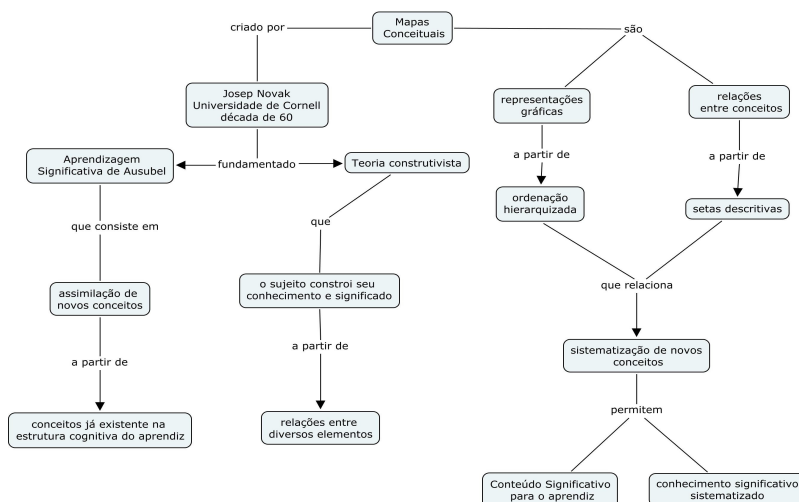 Mapas
Conceituais
criado por
são
Josep Novak
Universidade de Cornell
década de 60
representações
gráficas
relações
entre conceitos
Aprendizagem
Significativa de Ausubel
fundamentado
Teoria construtivista
a partir de
a partir de
ordenação
hierarquizada
setas descritivas
que consiste em
que
assimilação de
novos conceitos
o sujeito constroi seu
conhecimento e significado
que relaciona
a partir de
a partir de
sistematização de novos
conceitos
conceitos já existente na
estrutura cognitiva do aprendiz
relações entre
diversos elementos
permitem
Conteúdo Significativo
para o aprendiz
conhecimento significativo
sistematizado